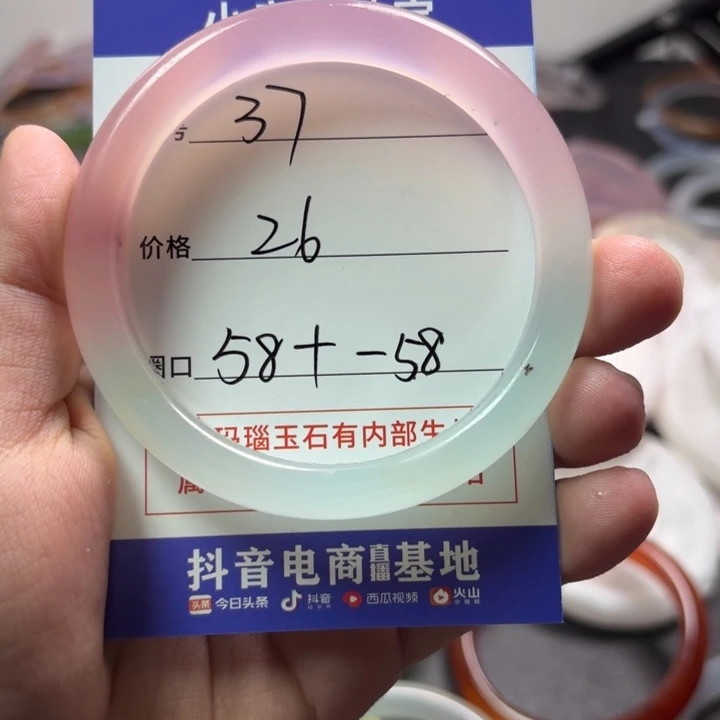 号 37
价格 26
圈口 58+-58
玛瑙玉石有内部生
属
抖音电商直播基地
头条 今日头条 抖音 西瓜视频 火山